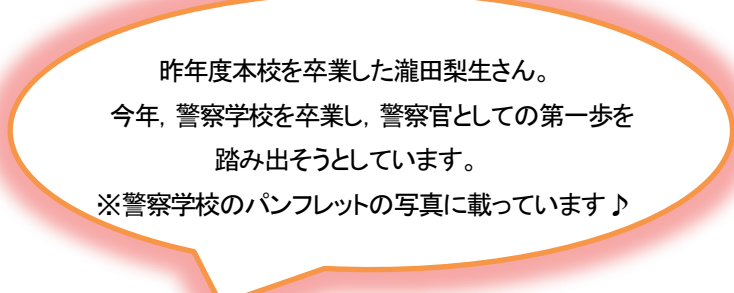 昨年度本校を卒業した瀧田梨生さん。
今年, 警察学校を卒業し, 警察官としての第一歩を
踏み出そうとしています。
※警察学校のパンフレットの写真に載っています♪